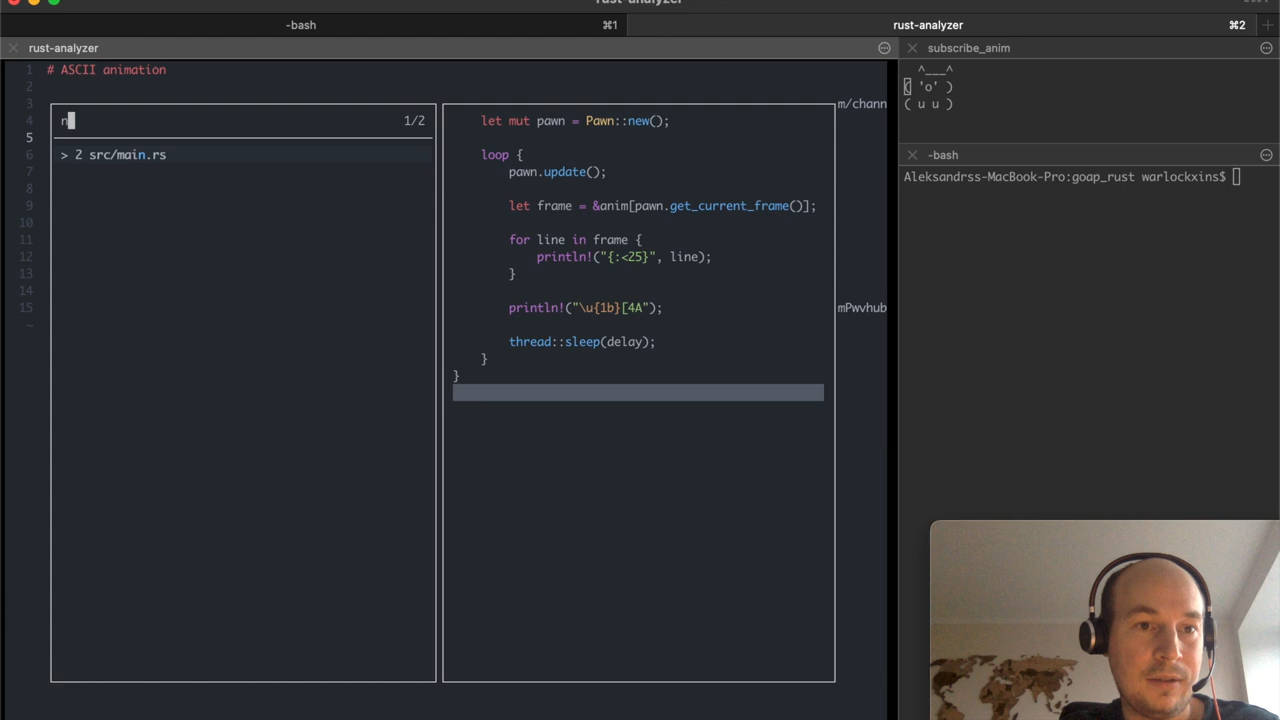 rust-analyzer
-bash ⌘1 rust-analyzer ⌘2 +
rust-analyzer
subscribe_anim
1 # ASCII animation
2
3
4
5
6
7
8
9
10
11
12
13
14
15
~
m/chann
mPwvhub
n 1/2
> 2 src/main.rs
let mut pawn = Pawn::new();
loop {
pawn.update();
let frame = &anim[pawn.get_current_frame()];
for line in frame {
println!("{:<25}", line);
}
println!("\u{1b}[4A");
thread::sleep(delay);
}
}
^___^
( 'o' )
( u u )
-bash
Aleksandrss-MacBook-Pro:goap_rust warlockxins$